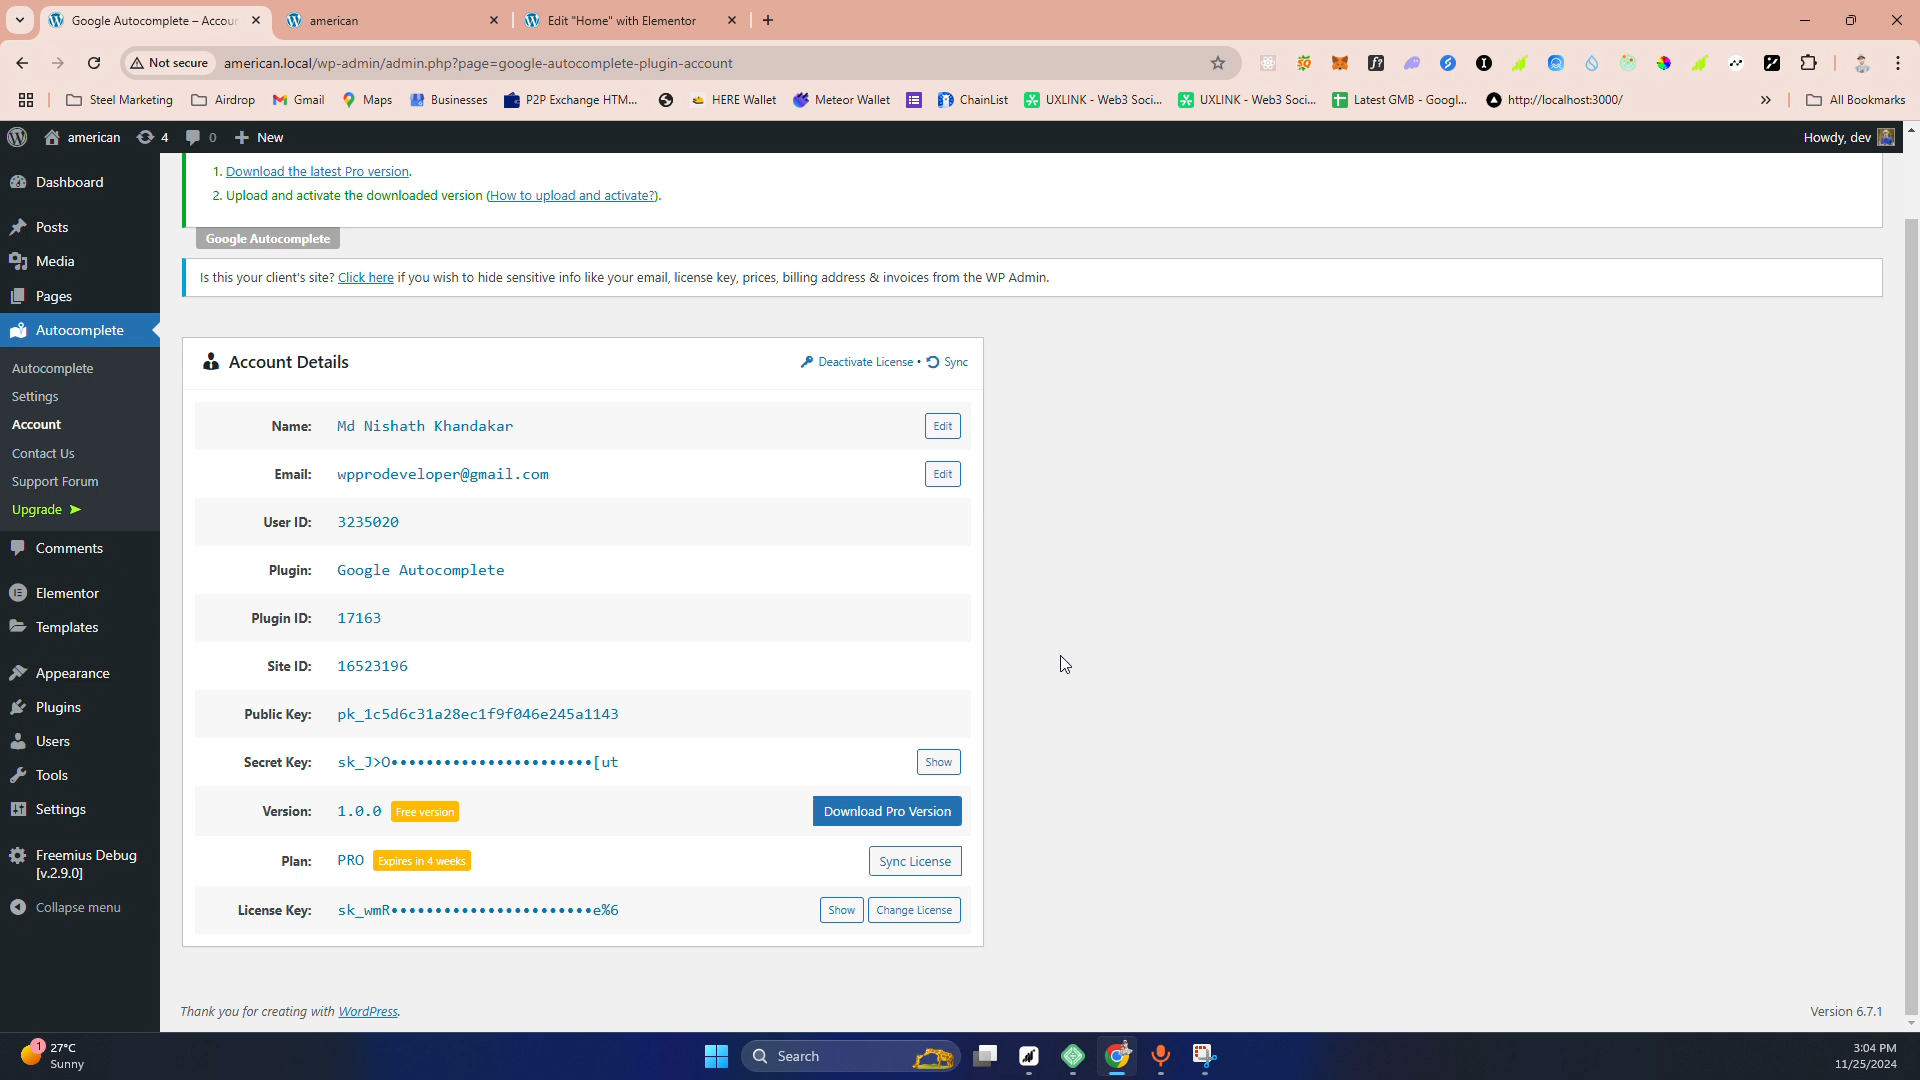 Google Autocomplete – Accour
american
Edit "Home" with Elementor
Not secure
american.local/wp-admin/admin.php?page=google-autocomplete-plugin-account
Steel Marketing
Airdrop
Gmail
Maps
Businesses
P2P Exchange HTM...
HERE Wallet
Meteor Wallet
ChainList
UXLINK - Web3 Soci...
UXLINK - Web3 Soci...
Latest GMB - Googl...
http://localhost:3000/
»
All Bookmarks
american
4
0
New
Howdy, dev
Dashboard
Posts
Media
Pages
Autocomplete
Autocomplete
Settings
Account
Contact Us
Support Forum
Upgrade ➤
Comments
Elementor
Templates
Appearance
Plugins
Users
Tools
Settings
Freemius Debug
[v.2.9.0]
Collapse menu
1. Download the latest Pro version.
2. Upload and activate the downloaded version (How to upload and activate?).
Google Autocomplete
Is this your client's site? Click here if you wish to hide sensitive info like your email, license key, prices, billing address & invoices from the WP Admin.
Account Details
Deactivate License • Sync
Name: Md Nishath Khandakar Edit
Email: wpprodeveloper@gmail.com Edit
User ID: 3235020
Plugin: Google Autocomplete
Plugin ID: 17163
Site ID: 16523196
Public Key: pk_1c5d6c31a28ec1f9f046e245a1143
Secret Key: sk_J>O•••••••••••••••••••••••[ut Show
Version: 1.0.0 Free version Download Pro Version
Plan: PRO Expires in 4 weeks Sync License
License Key: sk_wmR•••••••••••••••••••••••e%6 Show Change License
Thank you for creating with WordPress.
Version 6.7.1
1
27°C
Sunny
Search
3:04 PM
11/25/2024